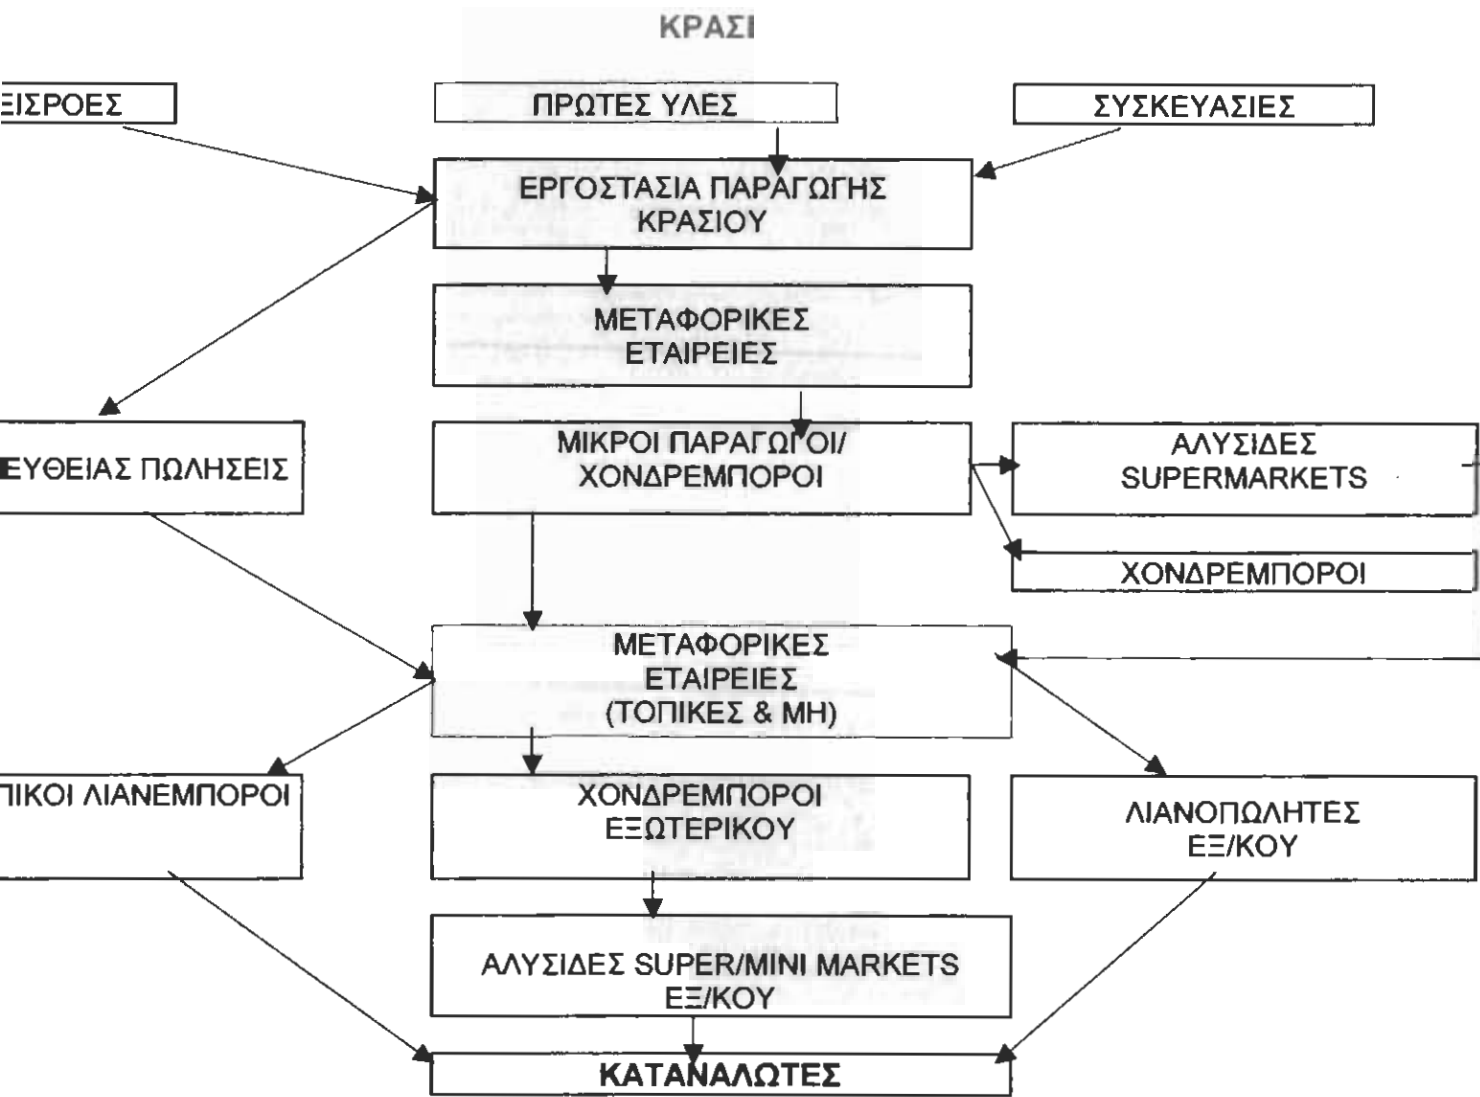 ΚΡΑΣΙ
ΕΙΣΡΟΕΣ
ΠΡΩΤΕΣ ΥΛΕΣ
ΣΥΣΚΕΥΑΣΙΕΣ
ΕΡΓΟΣΤΑΣΙΑ ΠΑΡΑΓΩΓΗΣ
ΚΡΑΣΙΟΥ
ΜΕΤΑΦΟΡΙΚΕΣ
ΕΤΑΙΡΕΙΕΣ
ΕΥΘΕΙΑΣ ΠΩΛΗΣΕΙΣ
ΜΙΚΡΟΙ ΠΑΡΑΓΩΓΟΙ/
ΧΟΝΔΡΕΜΠΟΡΟΙ
ΑΛΥΣΙΔΕΣ
SUPERMARKETS
ΧΟΝΔΡΕΜΠΟΡΟΙ
ΜΕΤΑΦΟΡΙΚΕΣ
ΕΤΑΙΡΕΙΕΣ
(ΤΟΠΙΚΕΣ & ΜΗ)
ΠΙΚΟΙ ΛΙΑΝΕΜΠΟΡΟΙ
ΧΟΝΔΡΕΜΠΟΡΟΙ
ΕΞΩΤΕΡΙΚΟΥ
ΛΙΑΝΟΠΩΛΗΤΕΣ
ΕΞ/ΚΟΥ
ΑΛΥΣΙΔΕΣ SUPER/MINI MARKETS
ΕΞ/ΚΟΥ
ΚΑΤΑΝΑΛΩΤΕΣ